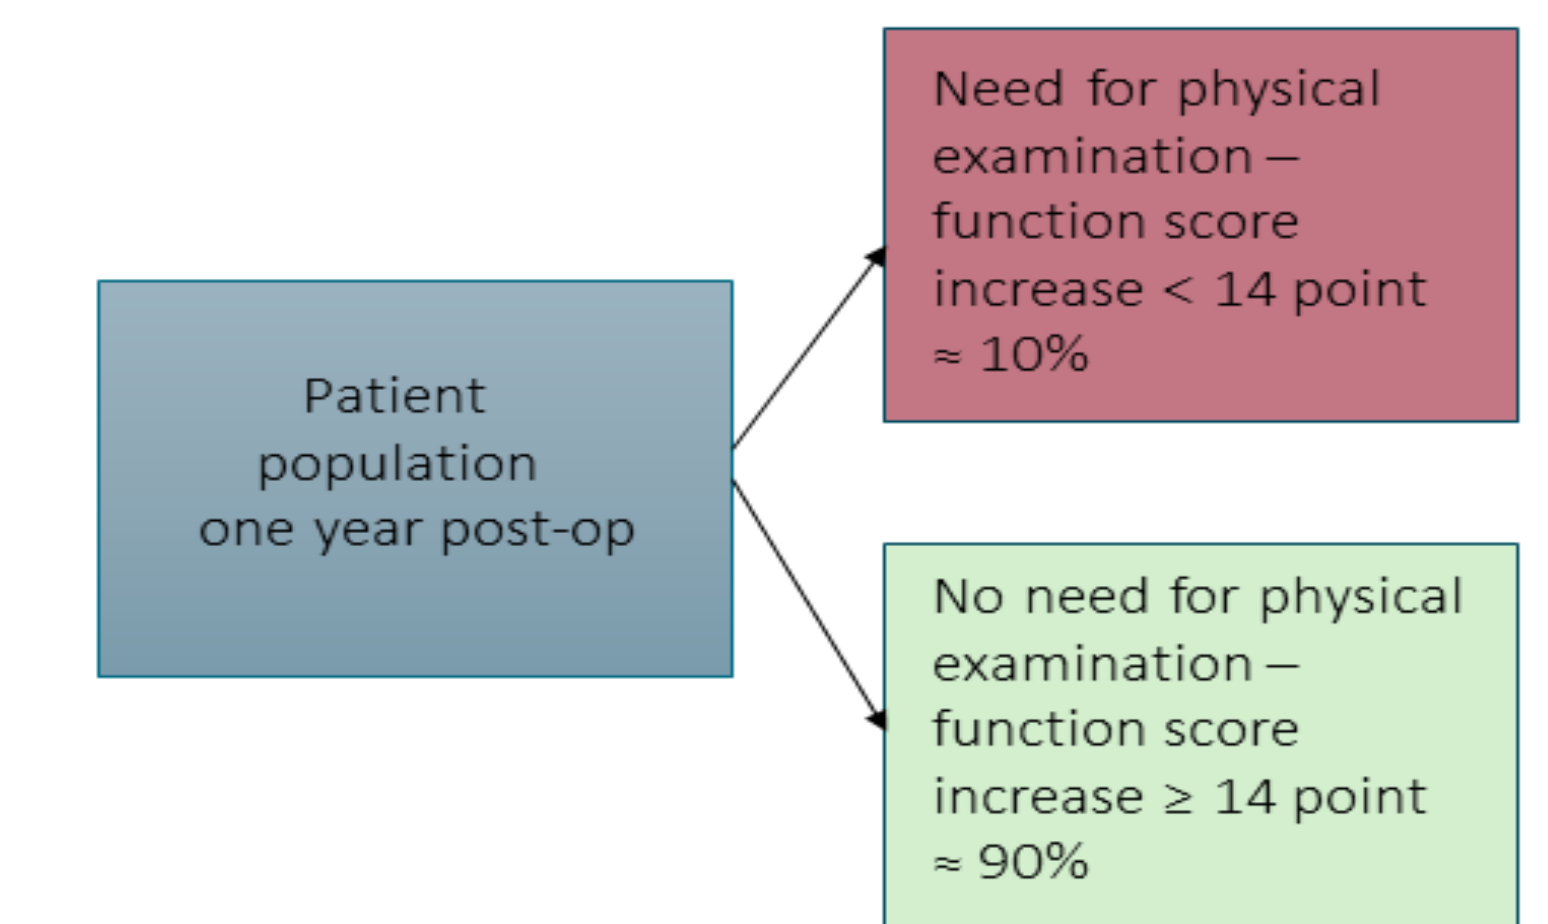 Patient
population
one year post-op
Need for physical
examination –
function score
increase < 14 point
≈ 10%
No need for physical
examination –
function score
increase ≥ 14 point
≈ 90%